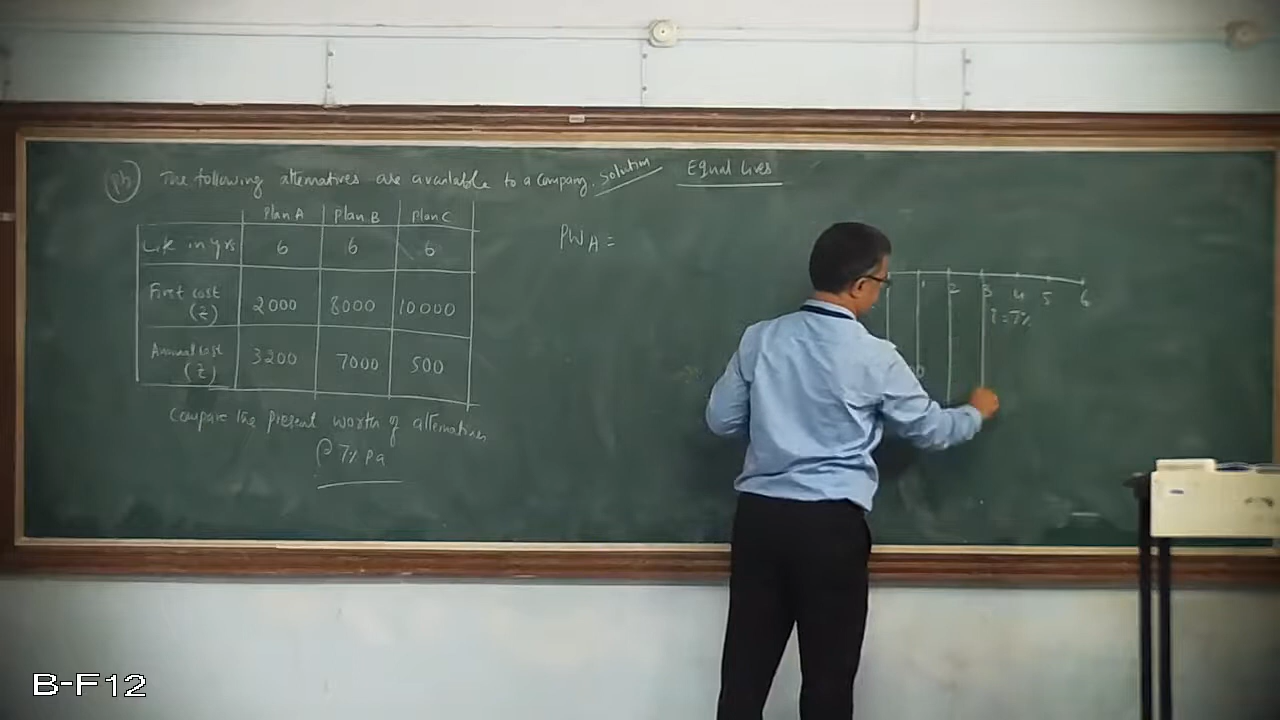 Pb The following alternatives are available to a company. Solution Equal lives
Plan A Plan B Plan C
Life in yrs 6 6 6
First cost (₹) 2000 8000 10000
Annual cost (₹) 3200 7000 500
Compare the present worth of alternatives
@ 7% pa
PWA =
1 2 3 4 5 6
i = 7%
B-F12